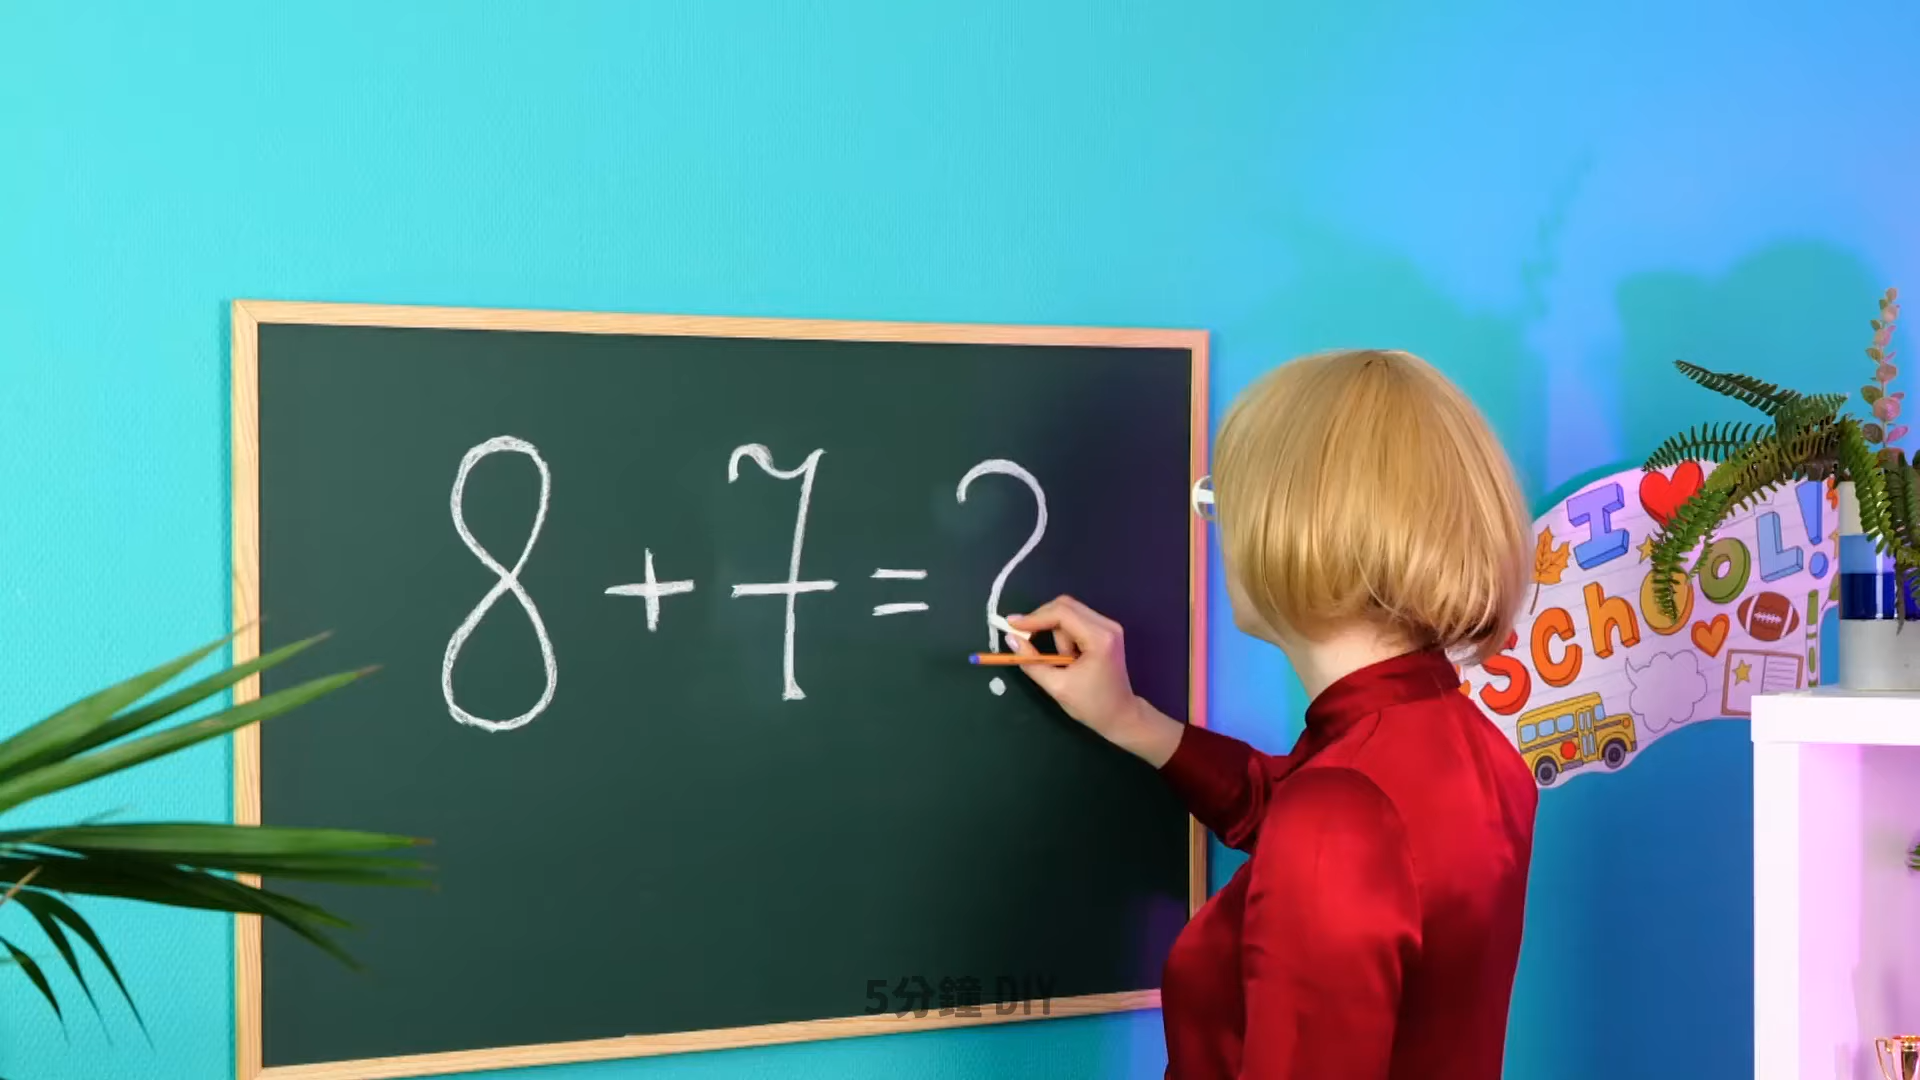 8 + 7 = ?
I ❤ SchOOL!
5分鐘 DIY